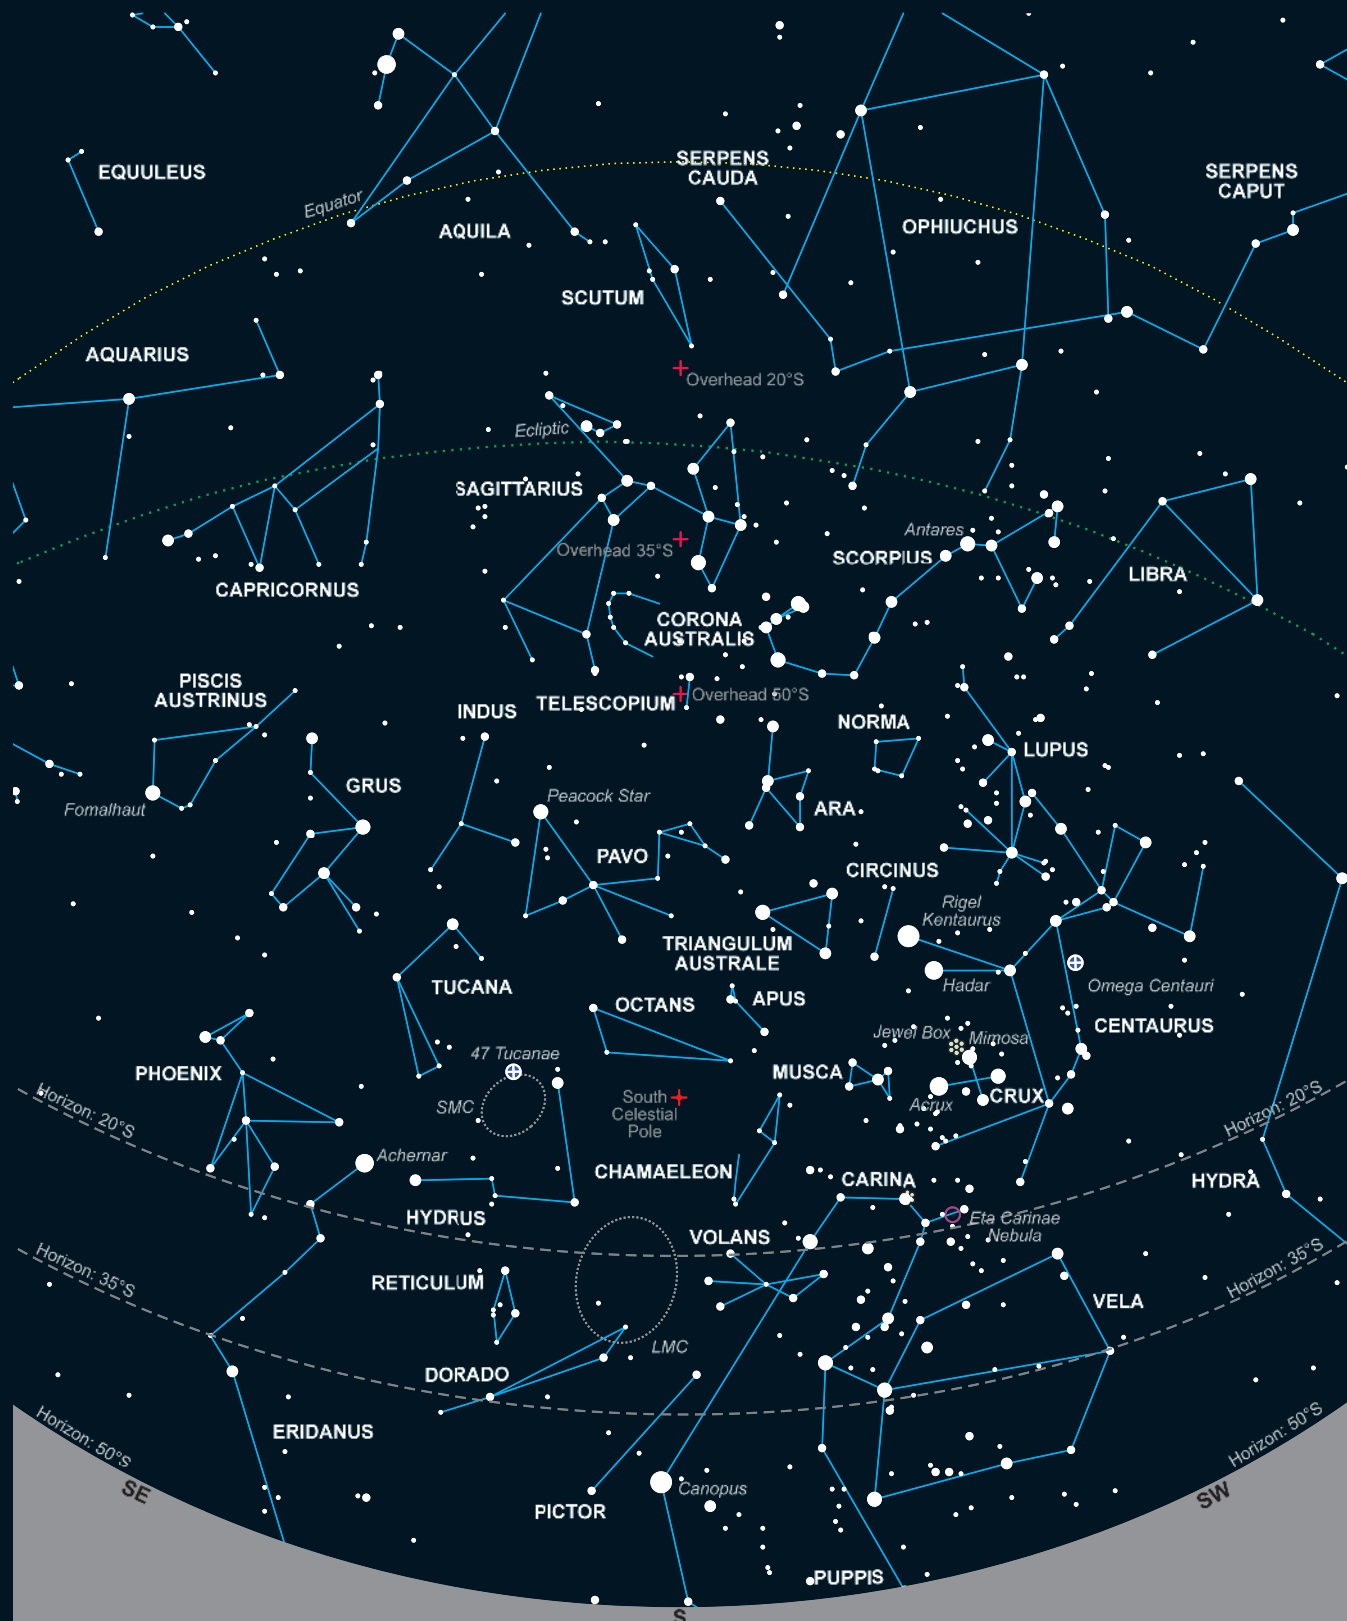 SERPENS
CAUDA
EQUULEUS
SERPENS
CAPUT
Equator
AQUILA
OPHIUCHUS
SCUTUM
AQUARIUS
Overhead 20°S
Ecliptic
SAGITTARIUS
Antares
Overhead 35°S
SCORPIUS
LIBRA
CAPRICORNUS
CORONA
AUSTRALIS
PISCIS
AUSTRINUS
TELESCOPIUM
Overhead 50°S
INDUS
NORMA
LUPUS
GRUS
Peacock Star
Fomalhaut
ARA
PAVO
CIRCINUS
Rigel
Kentaurus
TRIANGULUM
AUSTRALE
TUCANA
Hadar
Omega Centauri
OCTANS
APUS
CENTAURUS
Jewel Box
Mimosa
47 Tucanae
PHOENIX
MUSCA
SMC
South
Celestial
Pole
Acrux
CRUX
Horizon: 20°S
Horizon: 20°S
Achernar
CHAMAELEON
CARINA
HYDRA
HYDRUS
Eta Carinae
Nebula
VOLANS
Horizon: 35°S
Horizon: 35°S
RETICULUM
VELA
LMC
DORADO
Horizon: 50°S
Horizon: 50°S
ERIDANUS
SE
SW
Canopus
PICTOR
PUPPIS
S